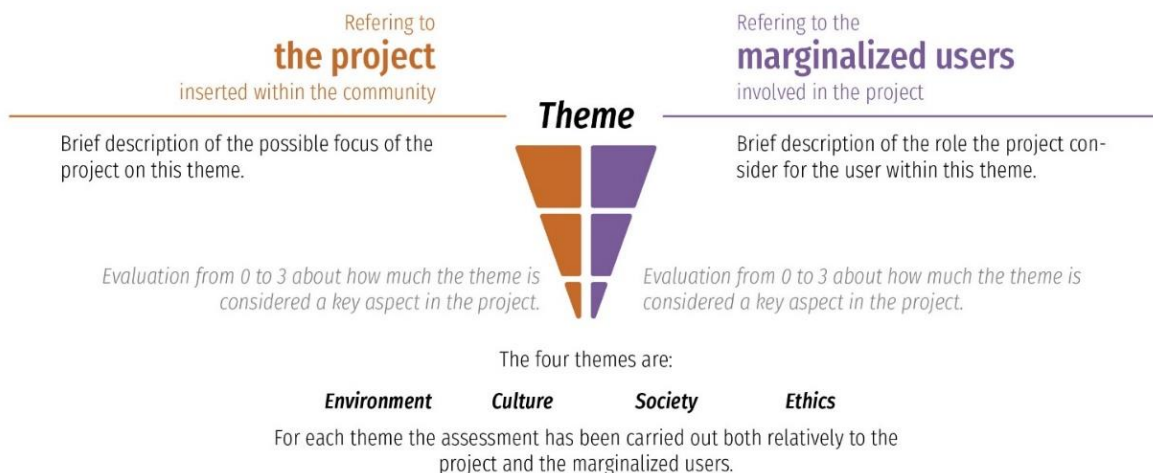 Refering to
the project
inserted within the community
Refering to the
marginalized users
involved in the project
Theme
Brief description of the possible focus of the
project on this theme.
Brief description of the role the project con-
sider for the user within this theme.
Evaluation from 0 to 3 about how much the theme is
considered a key aspect in the project.
Evaluation from 0 to 3 about how much the theme is
considered a key aspect in the project.
The four themes are:
Environment Culture Society Ethics
For each theme the assessment has been carried out both relatively to the
project and the marginalized users.